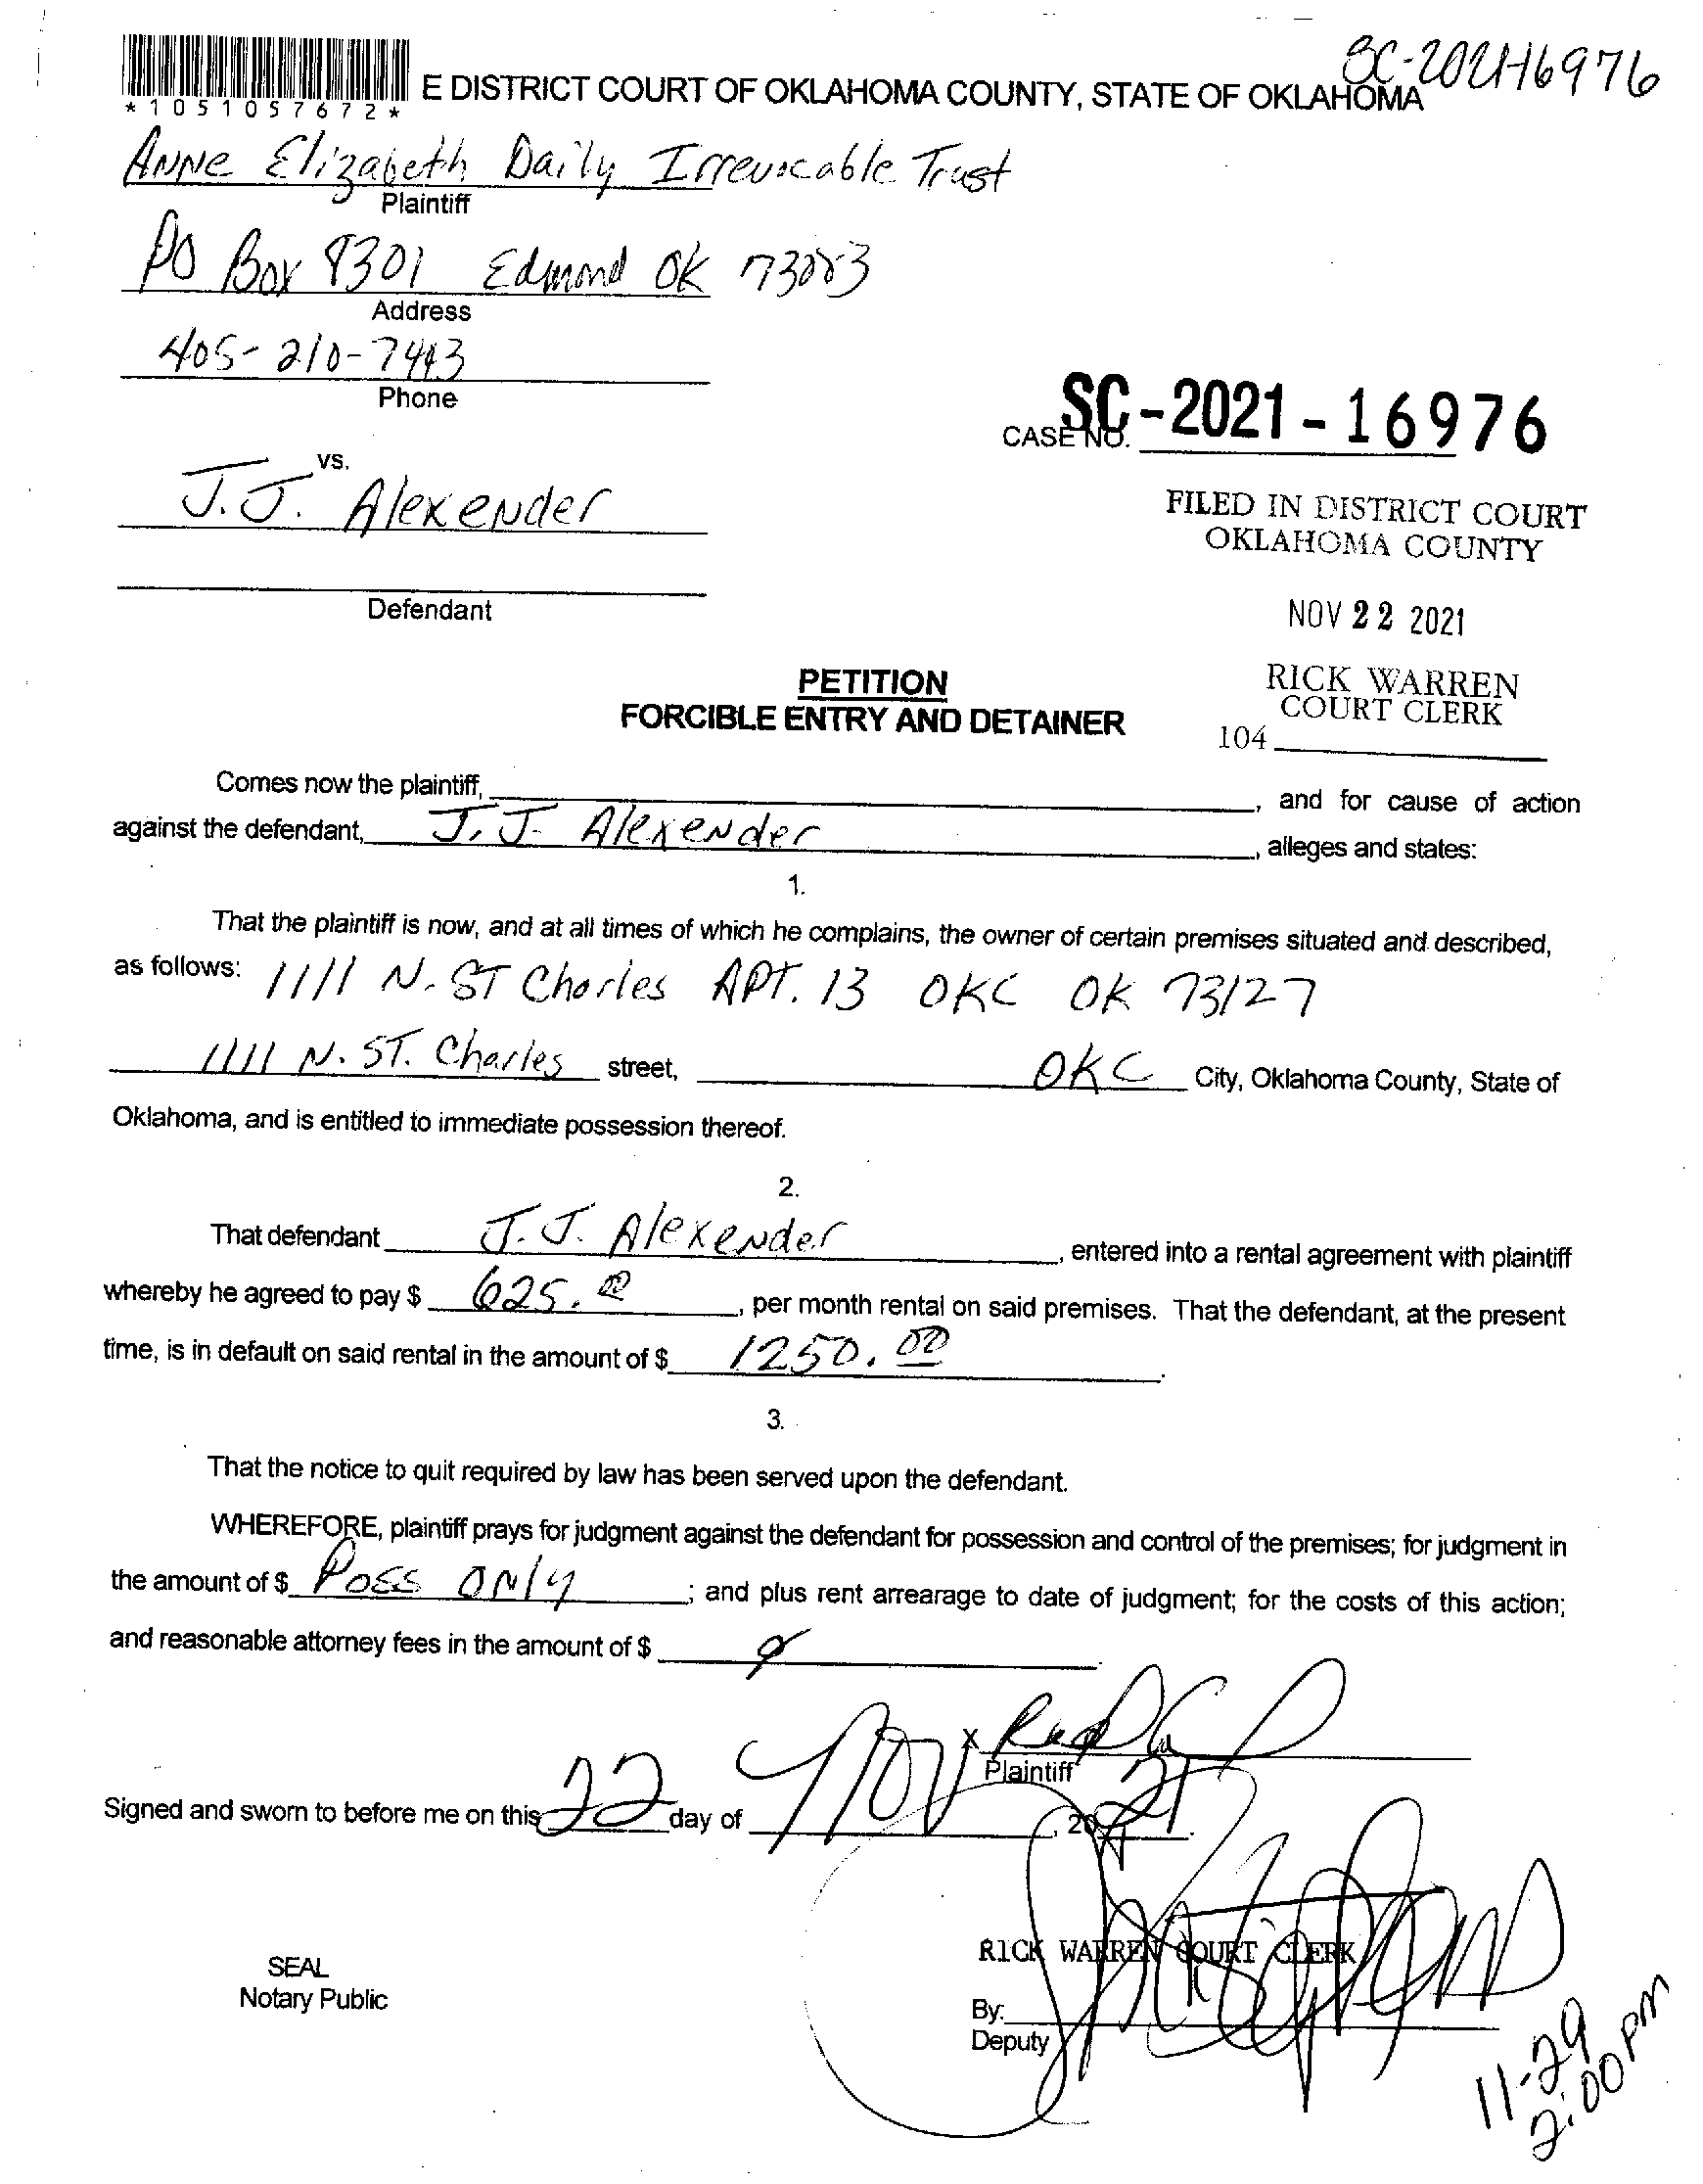 SC-2021-16976
*1051057672*
E DISTRICT COURT OF OKLAHOMA COUNTY, STATE OF OKLAHOMA
Anne Elizabeth Daily Irrevocable Trust
Plaintiff
PO Box 8301 Edmond OK 73083
Address
405-210-7443
Phone
SC-2021-16976
CASE NO.
vs.
J.J. Alexender
FILED IN DISTRICT COURT
OKLAHOMA COUNTY
Defendant
NOV 22 2021
PETITION
FORCIBLE ENTRY AND DETAINER
RICK WARREN
COURT CLERK
104
Comes now the plaintiff, , and for cause of action
against the defendant, J.J. Alexender , alleges and states:
1.
That the plaintiff is now, and at all times of which he complains, the owner of certain premises situated and described,
as follows: 1111 N. ST Charles APT. 13 OKC OK 73127
1111 N. ST. Charles street, OKC City, Oklahoma County, State of
Oklahoma, and is entitled to immediate possession thereof.
2.
That defendant J.J. Alexender , entered into a rental agreement with plaintiff
whereby he agreed to pay $ 625.00 , per month rental on said premises. That the defendant, at the present
time, is in default on said rental in the amount of $ 1250.00 .
3.
That the notice to quit required by law has been served upon the defendant.
WHEREFORE, plaintiff prays for judgment against the defendant for possession and control of the premises; for judgment in
the amount of $ Poss ONly ; and plus rent arrearage to date of judgment; for the costs of this action;
and reasonable attorney fees in the amount of $ .
X
Plaintiff
Signed and sworn to before me on this 22 day of Nov , 2021.
RICK WARREN COURT CLERK
SEAL
Notary Public
By:
Deputy
11-29
2:00 PM